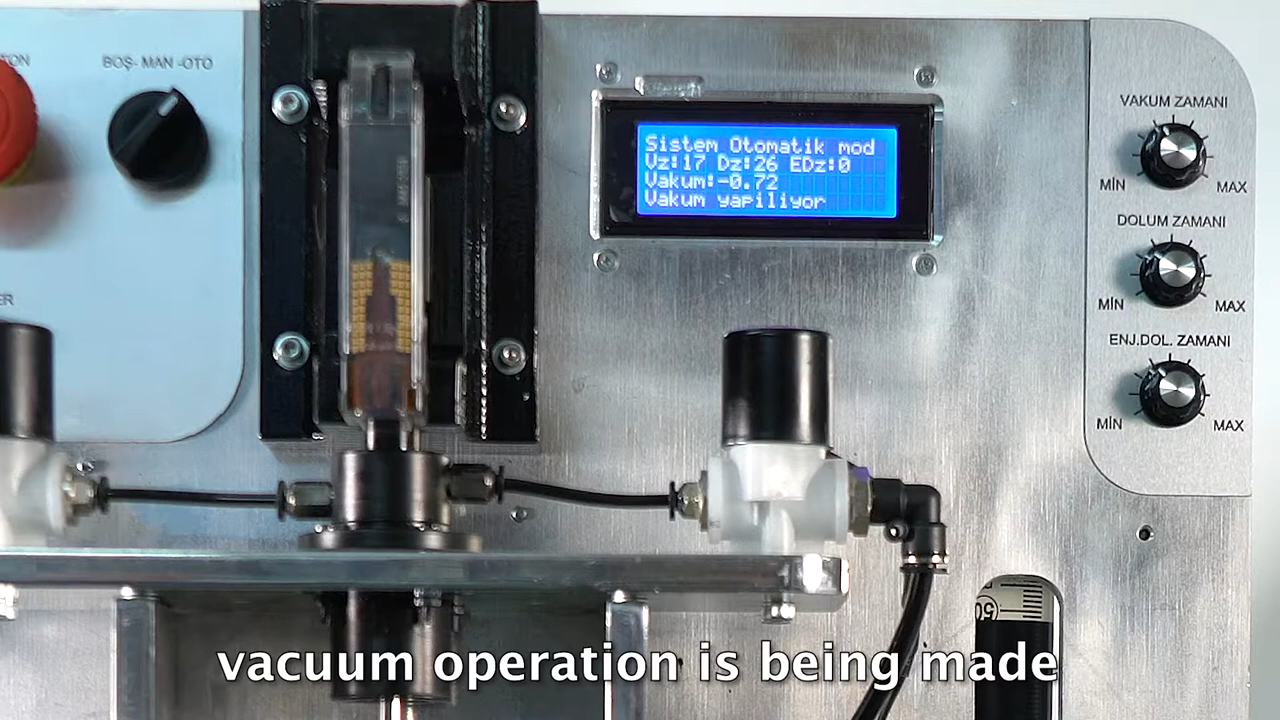 BOŞ- MAN -OTO
Sistem Otomatik mod
Vz:17 Dz:26 EDz:0
Vakum:-0.72
Vakum yapiliyor
VAKUM ZAMANI
MİN MAX
DOLUM ZAMANI
MİN MAX
ENJ.DOL. ZAMANI
MİN MAX
50
vacuum operation is being made